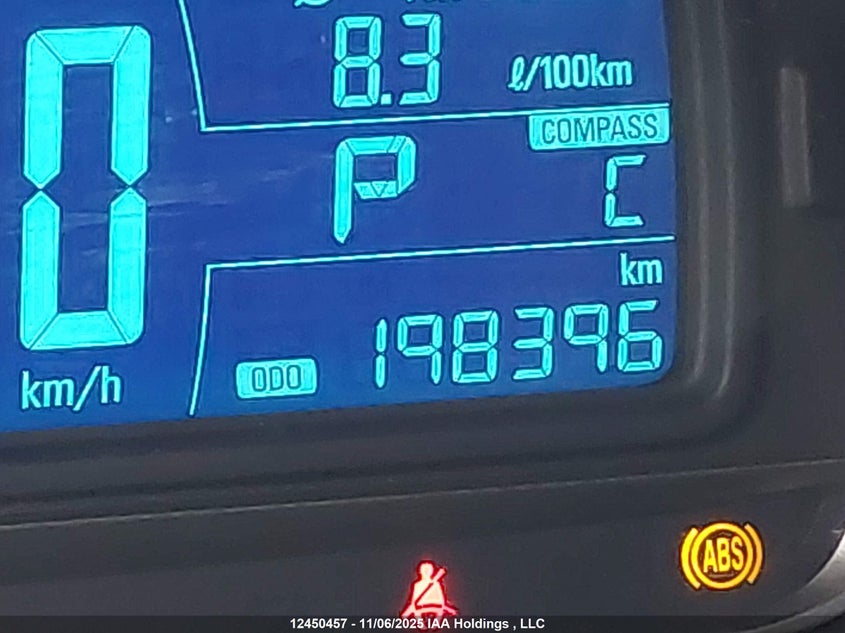 8.3 ℓ/100km
0
COMPASS
P
C
km
ODO 198396
km/h
ABS
12450457 - 11/06/2025 IAA Holdings , LLC